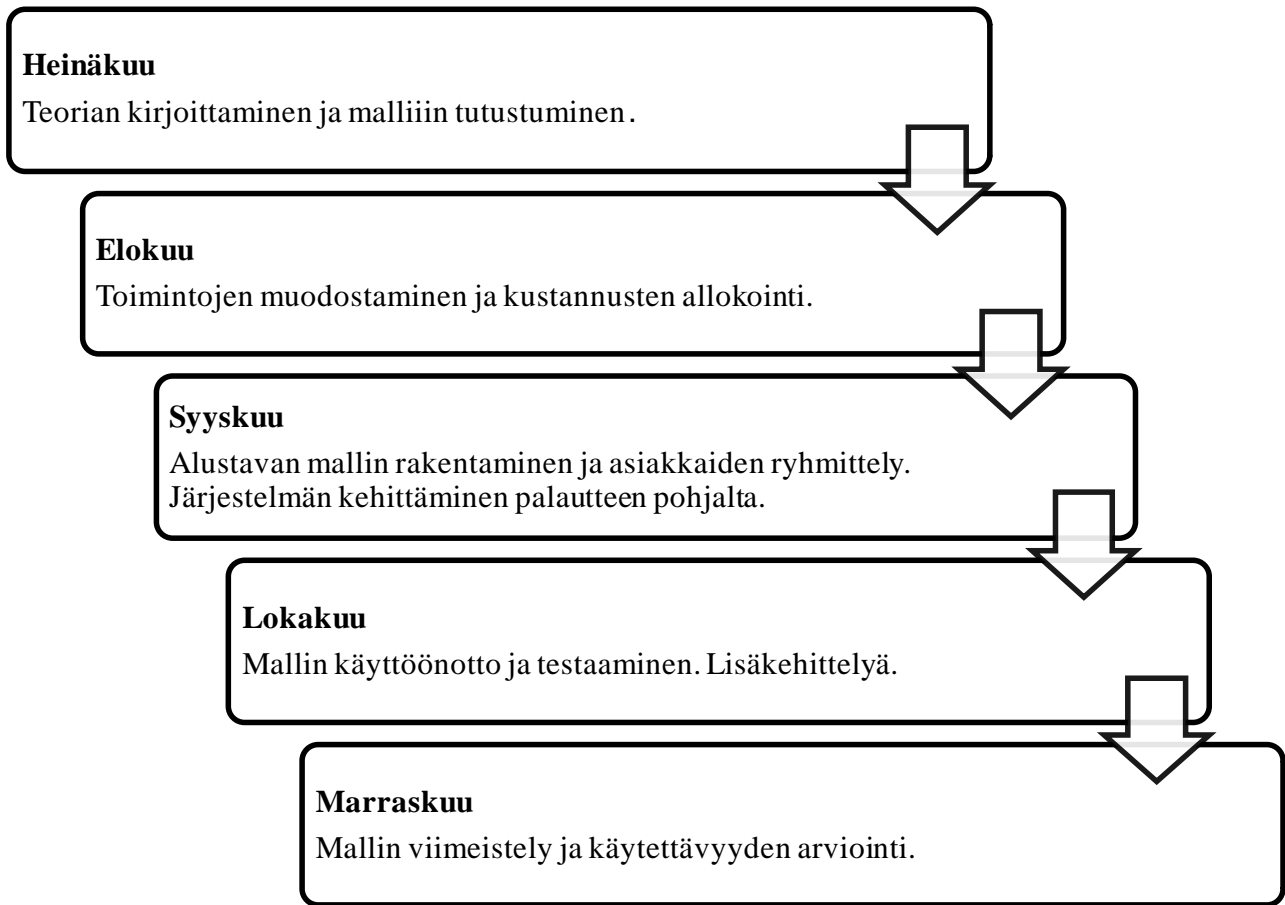 Heinäkuu
Teorian kirjoittaminen ja malliiin tutustuminen.
Elokuu
Toimintojen muodostaminen ja kustannusten allokointi.
Syyskuu
Alustavan mallin rakentaminen ja asiakkaiden ryhmittely.
Järjestelmän kehittäminen palautteen pohjalta.
Lokakuu
Mallin käyttöönotto ja testaaminen. Lisäkehittelyä.
Marraskuu
Mallin viimeistely ja käytettävyyden arviointi.